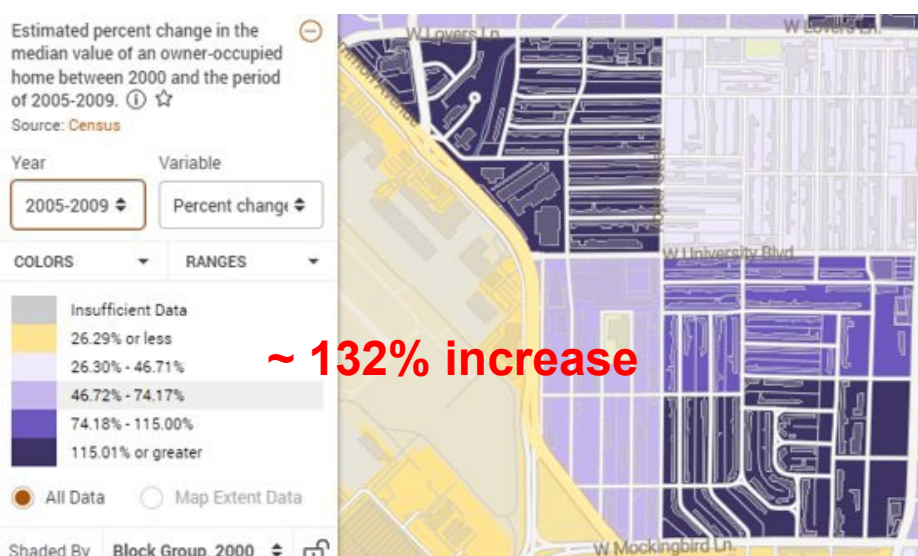 Estimated percent change in the
median value of an owner-occupied
home between 2000 and the period
of 2005-2009.
Source: Census
Year
Variable
2005-2009
Percent change
COLORS
RANGES
Insufficient Data
26.29% or less
26.30% - 46.71%
46.72% - 74.17%
74.18% - 115.00%
115.01% or greater
All Data
Map Extent Data
Shaded By
Block Group, 2000
~ 132% increase
W Lovers Ln.
W Lovers Ln.
Avenue
W University Blvd
W Mockingbird Ln.